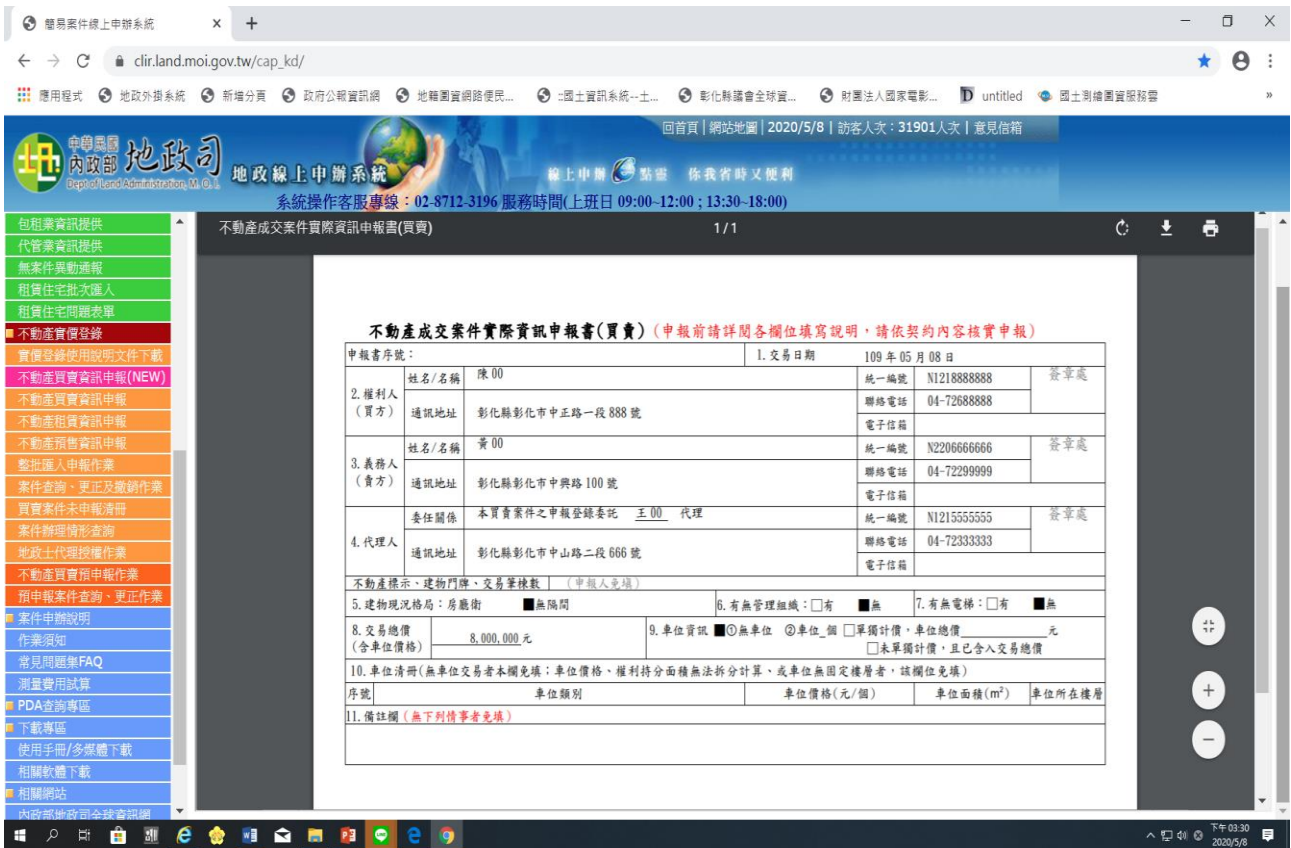 簡易案件線上申辦系統
clir.land.moi.gov.tw/cap_kd/
應用程式 地政外掛系統 新增分頁 政府公報資訊網 地籍圖資網路便民... ::國土資訊系統--土... 彰化縣議會全球資... 財團法人國家電影... untitled 國土測繪圖資服務雲 »
回首頁 | 網站地圖 | 2020/5/8 | 訪客人次：31901人次 | 意見信箱
中華民國
內政部 地政司
Dept of Land Administration, M. O. I.
地政線上申辦系統
線上申辦 e 點靈 你我省時又便利
系統操作客服專線：02-8712-3196 服務時間(上班日 09:00~12:00 ; 13:30~18:00)
包租業資訊提供
代管業資訊提供
無案件異動通報
租賃住宅批次匯入
租賃住宅問題表單
不動產實價登錄
實價登錄使用說明文件下載
不動產買賣資訊申報(NEW)
不動產買賣資訊申報
不動產租賃資訊申報
不動產預售資訊申報
整批匯入申報作業
案件查詢、更正及撤銷作業
買賣案件未申報清冊
案件辦理情形查詢
地政士代理授權作業
不動產買賣預申報作業
預申報案件查詢、更正作業
案件申辦說明
作業須知
常見問題集FAQ
測量費用試算
PDA查詢專區
下載專區
使用手冊/多媒體下載
相關軟體下載
相關網站
內政部地政司全球資訊網
不動產成交案件實際資訊申報書(買賣) 1 / 1
不動產成交案件實際資訊申報書(買賣)(申報前請詳閱各欄位填寫說明，請依契約內容核實申報)
申報書序號： 1.交易日期 109 年 05 月 08 日
2.權利人(買方) 姓名/名稱 陳 00 統一編號 N1218888888 簽章處
通訊地址 彰化縣彰化市中正路一段 888 號 聯絡電話 04-72688888
電子信箱
3.義務人(賣方) 姓名/名稱 黃 00 統一編號 N2206666666 簽章處
通訊地址 彰化縣彰化市中興路 100 號 聯絡電話 04-72299999
電子信箱
4.代理人 委任關係 本買賣案件之申報登錄委託 王 00 代理 統一編號 N1215555555 簽章處
通訊地址 彰化縣彰化市中山路二段 666 號 聯絡電話 04-72333333
電子信箱
不動產標示、建物門牌、交易筆棟數 (申報人免填)
5.建物現況格局：房廳衛 ■無隔間 6.有無管理組織：□有 ■無 7.有無電梯：□有 ■無
8.交易總價(含車位價格) 8,000,000 元 9.車位資訊 ■①無車位 ②車位_個 □單獨計價，車位總價 元
□未單獨計價，且已含入交易總價
10.車位清冊(無車位交易者本欄免填；車位價格、權利持分面積無法拆分計算、或車位無固定樓層者，該欄位免填)
序號 車位類別 車位價格(元/個) 車位面積(m²) 車位所在樓層
11.備註欄(無下列情事者免填)
下午 03:30
2020/5/8